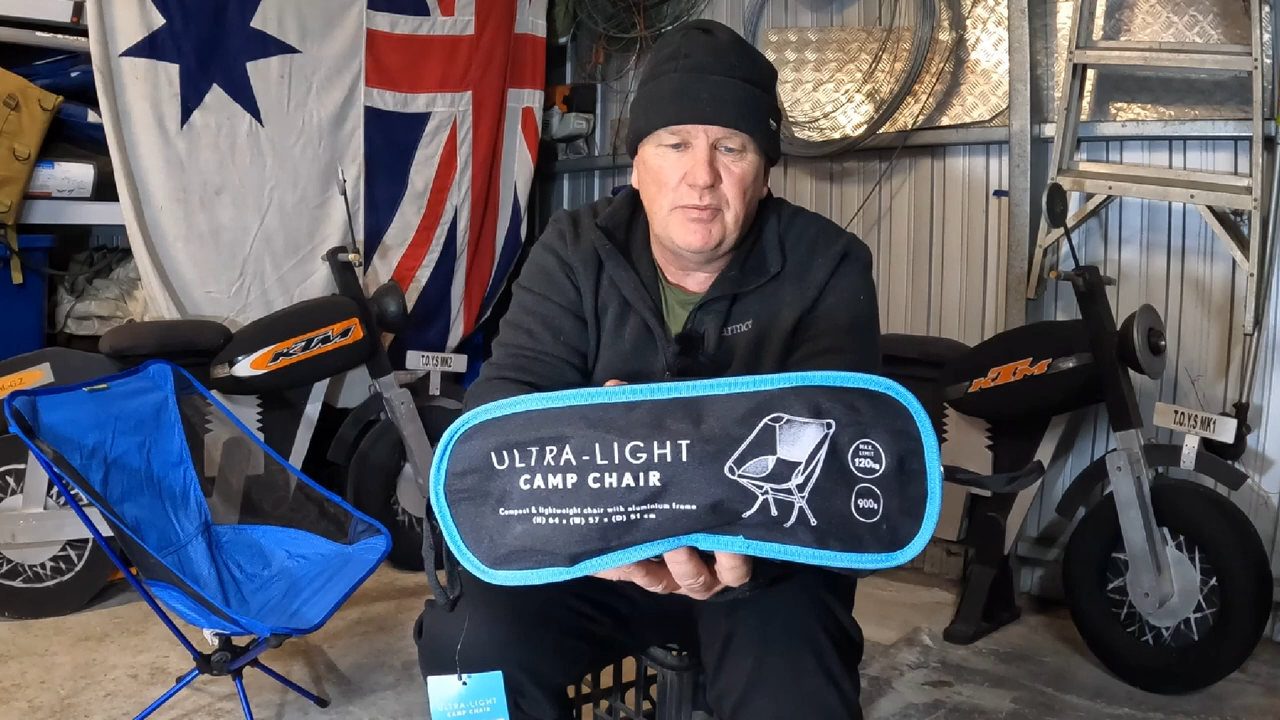 KTM
T.O.Y.S MK2
KTM
T.O.Y.S MK1
ULTRA-LIGHT
CAMP CHAIR
Compact & lightweight chair with aluminium frame
(H) 64 x (W) 57 x (D) 51 cm
MAX.
LIMIT
120kg
900g
ULTRA-LIGHT
CAMP CHAIR